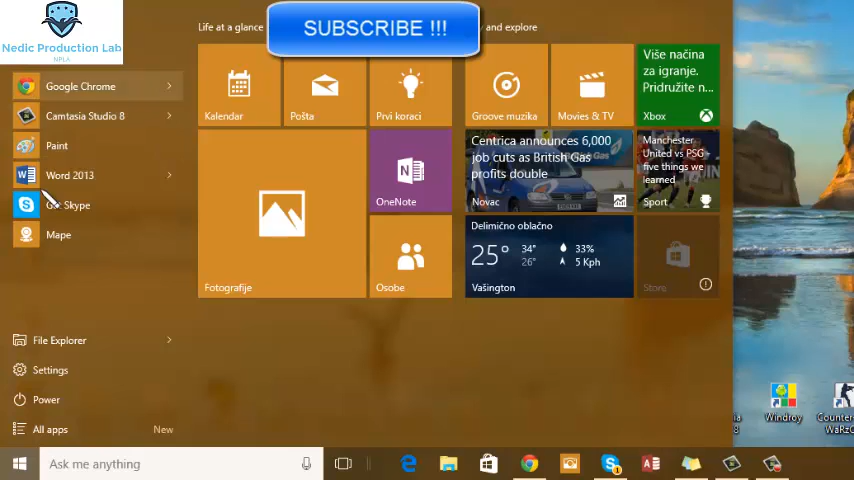 Nedic Production Lab
NPLA
Life at a glance
SUBSCRIBE !!!
and explore
Google Chrome
Camtasia Studio 8
Paint
Word 2013
Skype
Mape
File Explorer
Settings
Power
All apps
New
Kalendar
Pošta
Prvi koraci
Groove muzika
Movies & TV
Više načina
za igranje.
Pridružite n...
Xbox
Fotografije
OneNote
Osobe
Centrica announces 6,000
job cuts as British Gas
profits double
Novac
Manchester
United vs PSG -
five things we
learned
Sport
Delimično oblačno
25° 34° 26° 33% 5 Kph
Vašington
Store
Windroy
Counter-
WaRzC
8
Ask me anything